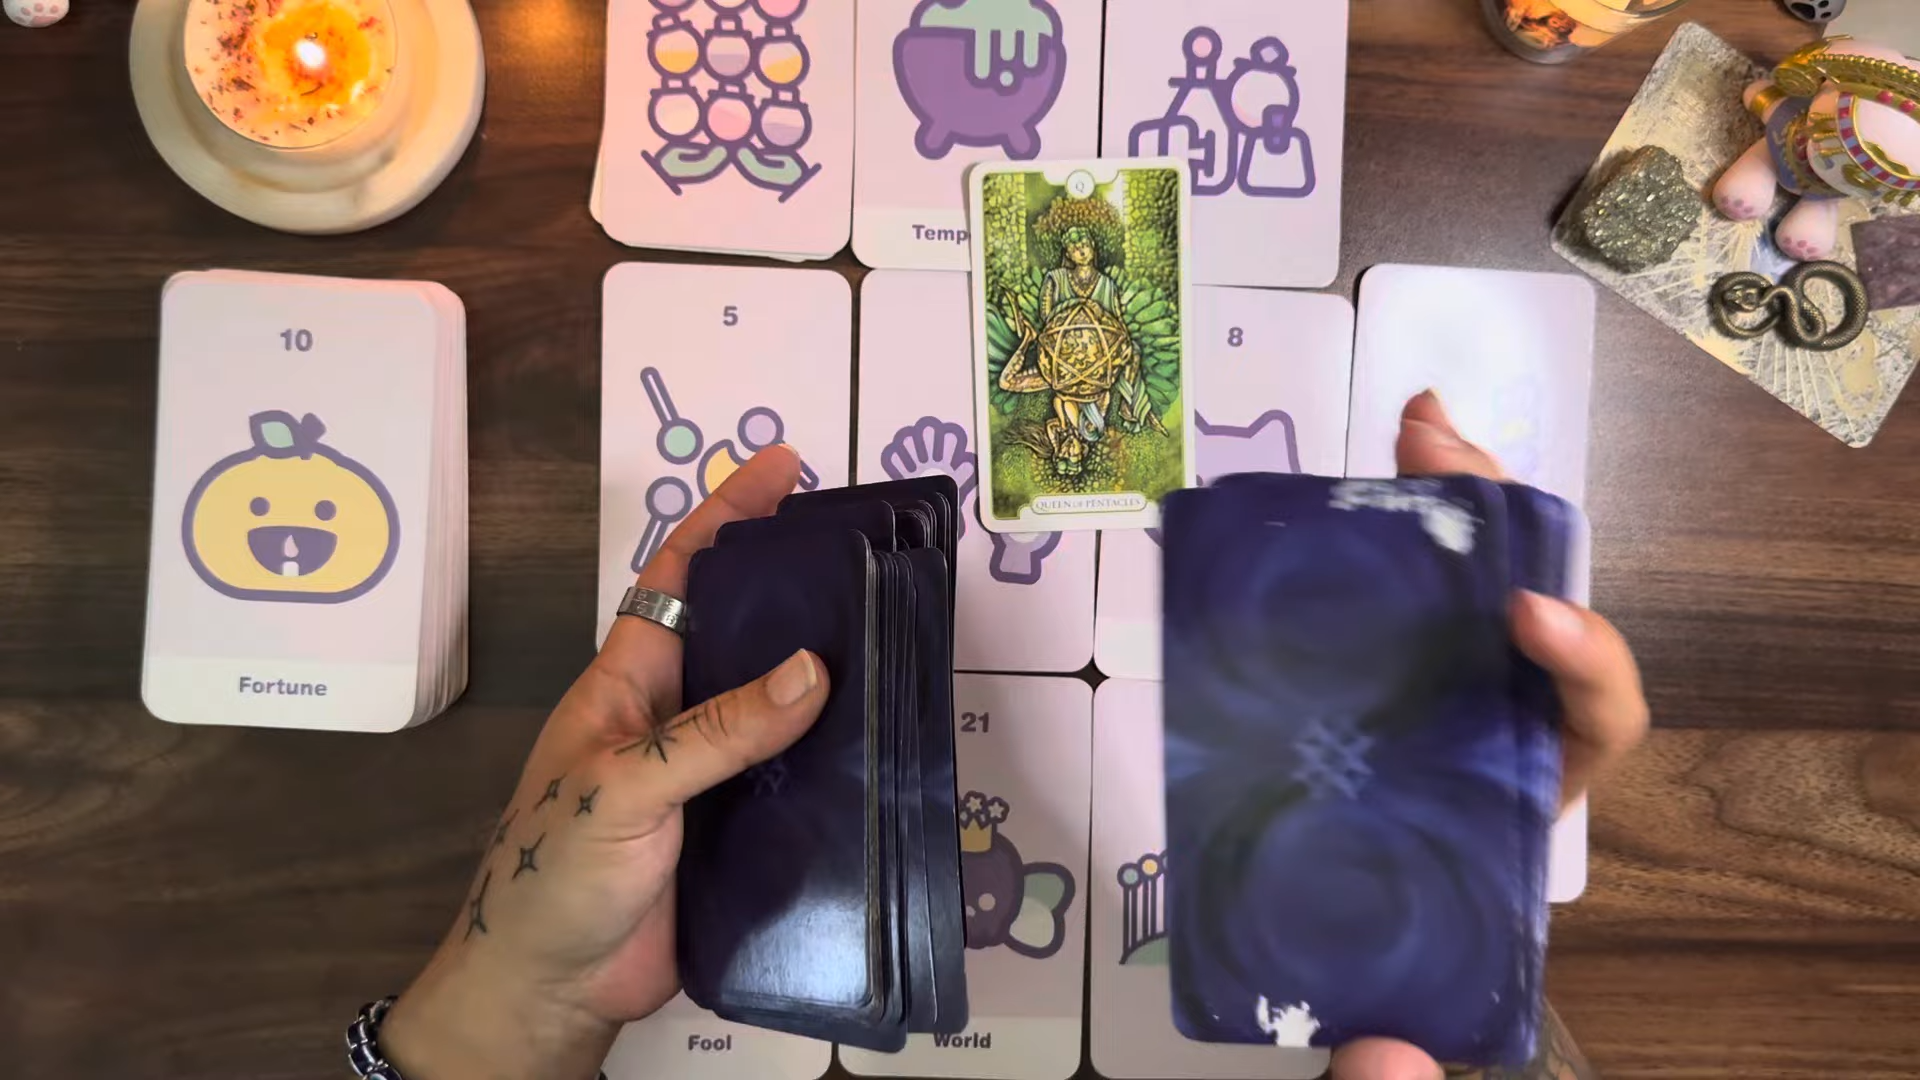 Temp
Q
QUEEN OF PENTACLES
10
Fortune
5
8
21
Fool
World